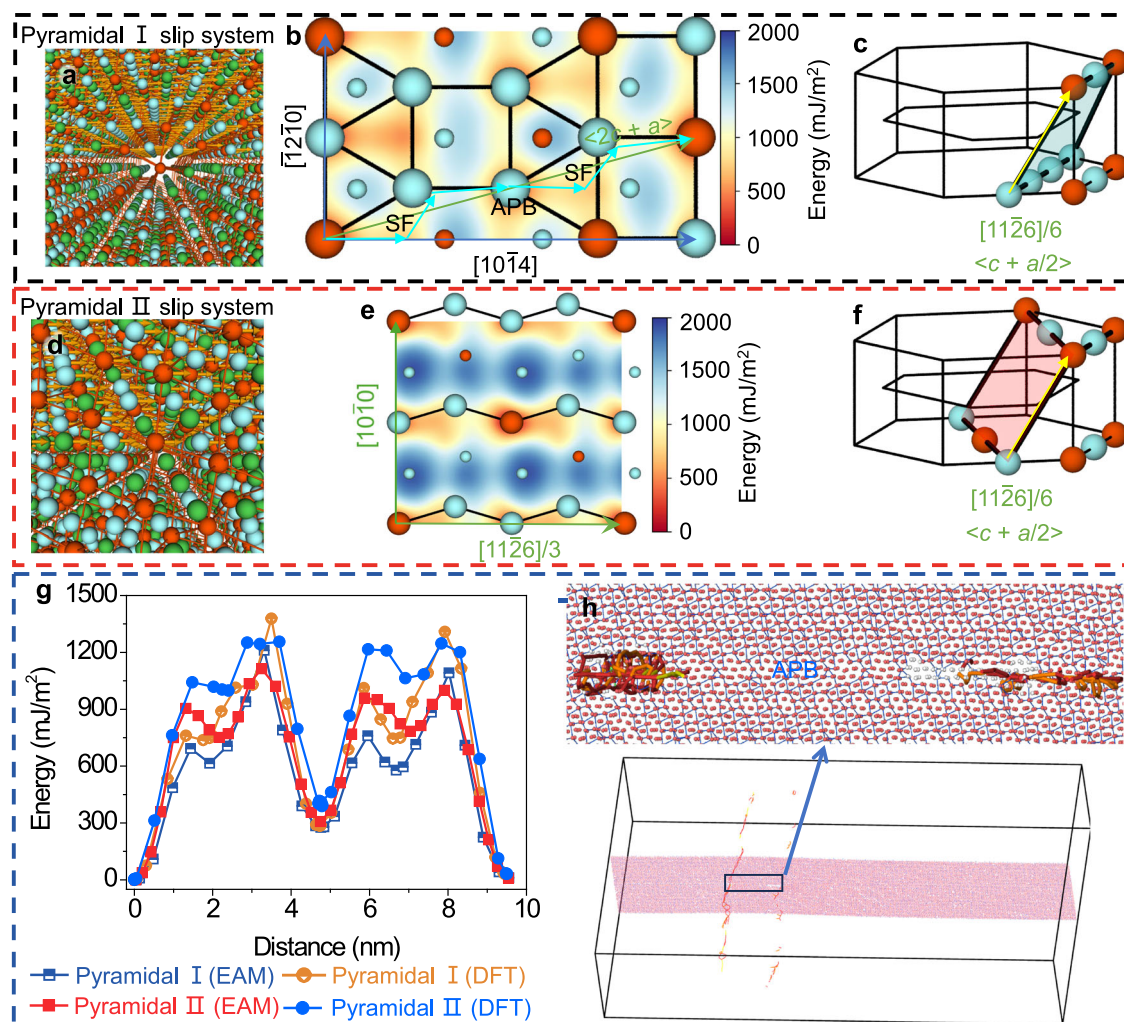 Pyramidal I slip system
a
b
[1̄21̄0]
SF
APB
SF
<2c + a>
[101̄4]
2000
1500
1000
500
0
Energy (mJ/m²)
c
[112̄6]/6
<c + a/2>
Pyramidal II slip system
d
e
[101̄0]
[112̄6]/3
2000
1500
1000
500
0
Energy (mJ/m²)
f
[112̄6]/6
<c + a/2>
g
1500
1200
900
600
300
0
Energy (mJ/m²)
0 2 4 6 8 10
Distance (nm)
Pyramidal I (EAM) Pyramidal I (DFT)
Pyramidal II (EAM) Pyramidal II (DFT)
h
APB